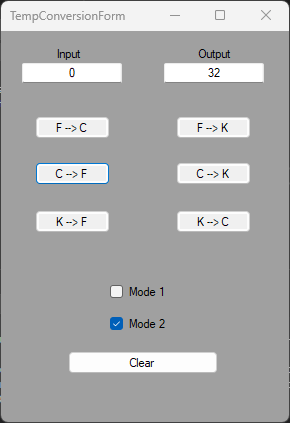 TempConversionForm
Input Output
0 32
F --> C F --> K
C --> F C --> K
K --> F K --> C
Mode 1
Mode 2
Clear